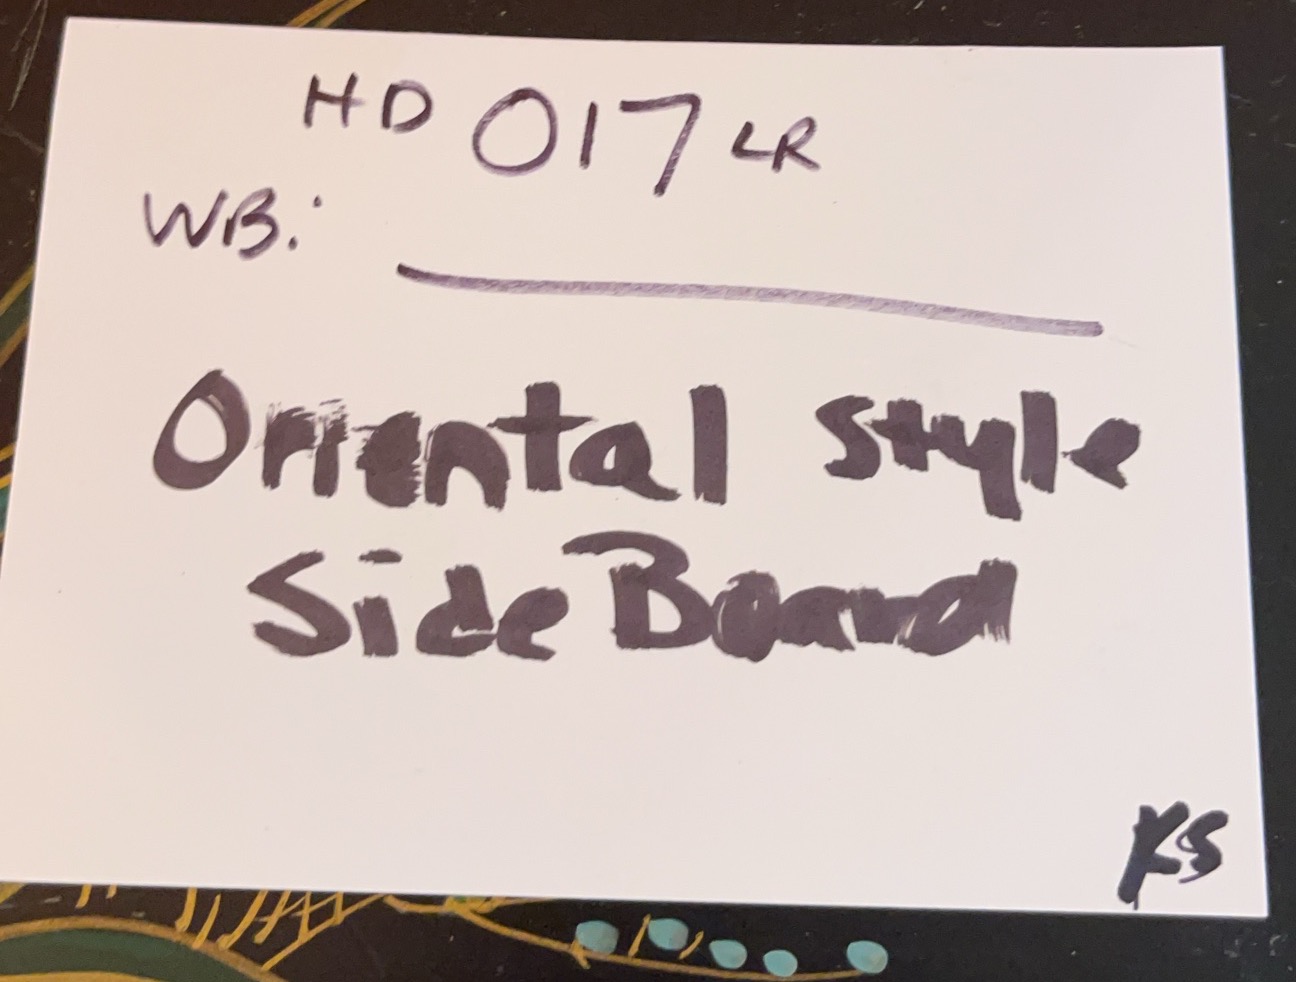 HD 017 LR
WB:
Oriental Style
Side Board
KS